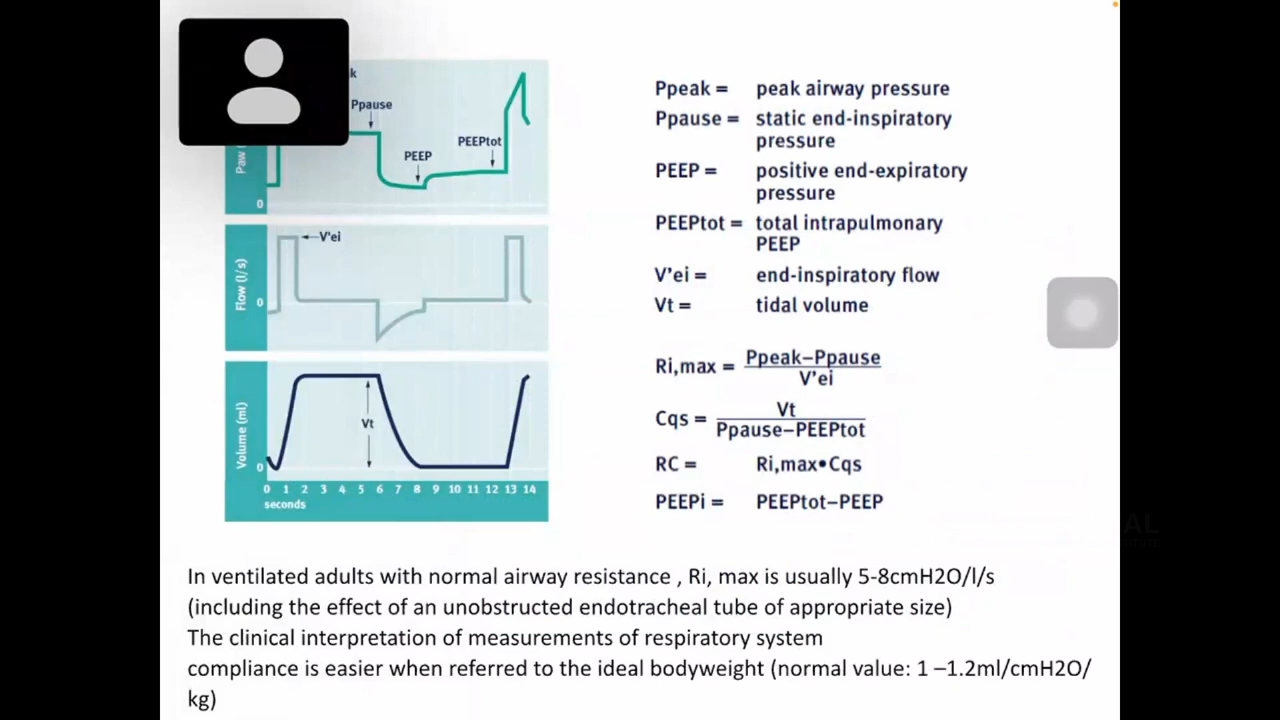 k
Ppause
PEEP
PEEPtot
Paw
0
V'ei
Flow (l/s)
0
Volume (ml)
Vt
0
0 1 2 3 4 5 6 7 8 9 10 11 12 13 14
seconds
Ppeak = peak airway pressure
Ppause = static end-inspiratory
pressure
PEEP = positive end-expiratory
pressure
PEEPtot = total intrapulmonary
PEEP
V'ei = end-inspiratory flow
Vt = tidal volume
Ri,max = Ppeak–Ppause
V'ei
Cqs = Vt
Ppause–PEEPtot
RC = Ri,max•Cqs
PEEPi = PEEPtot–PEEP
AL
In ventilated adults with normal airway resistance , Ri, max is usually 5-8cmH2O/l/s
(including the effect of an unobstructed endotracheal tube of appropriate size)
The clinical interpretation of measurements of respiratory system
compliance is easier when referred to the ideal bodyweight (normal value: 1 –1.2ml/cmH2O/
kg)